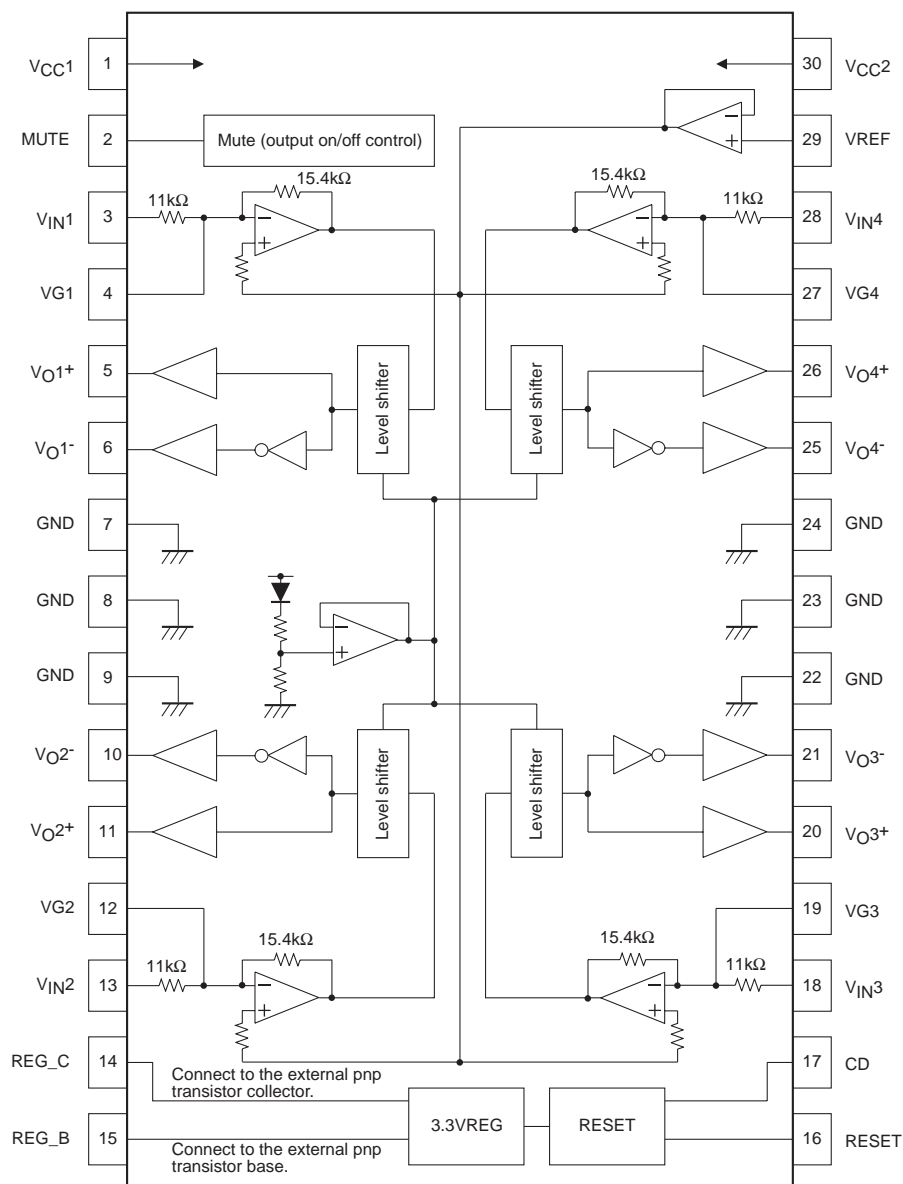 VCC1 1 30 VCC2
MUTE 2 Mute (output on/off control) - + 29 VREF
15.4kΩ 15.4kΩ
11kΩ 11kΩ
VIN1 3 - + - + 28 VIN4
VG1 4 27 VG4
VO1+ 5 Level shifter Level shifter 26 VO4+
VO1- 6 25 VO4-
GND 7 24 GND
GND 8 23 GND
- +
GND 9 22 GND
VO2- 10 Level shifter Level shifter 21 VO3-
VO2+ 11 20 VO3+
VG2 12 19 VG3
15.4kΩ 15.4kΩ
11kΩ 11kΩ
VIN2 13 - + - + 18 VIN3
REG_C 14 17 CD
Connect to the external pnp
transistor collector.
3.3VREG RESET
REG_B 15 16 RESET
Connect to the external pnp
transistor base.